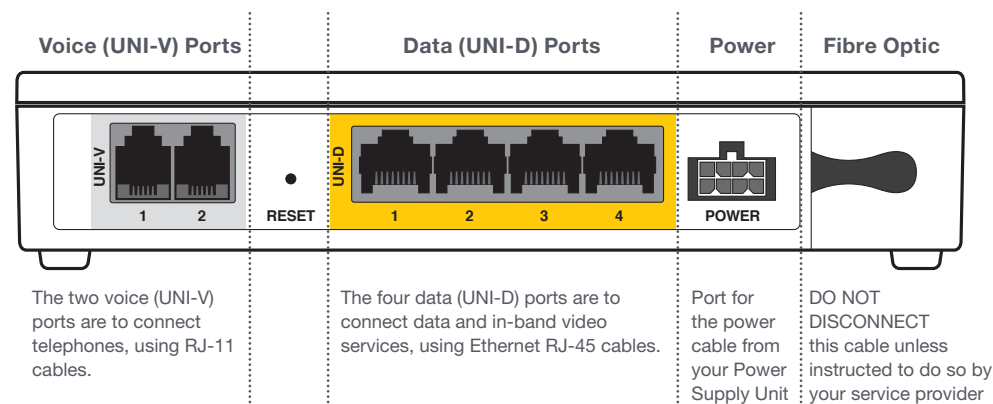 Voice (UNI-V) Ports
Data (UNI-D) Ports
Power
Fibre Optic
UNI-V
1 2
RESET
UNI-D
1 2 3 4
POWER
The two voice (UNI-V)
ports are to connect
telephones, using RJ-11
cables.
The four data (UNI-D) ports are to
connect data and in-band video
services, using Ethernet RJ-45 cables.
Port for
the power
cable from
your Power
Supply Unit
DO NOT
DISCONNECT
this cable unless
instructed to do so by
your service provider